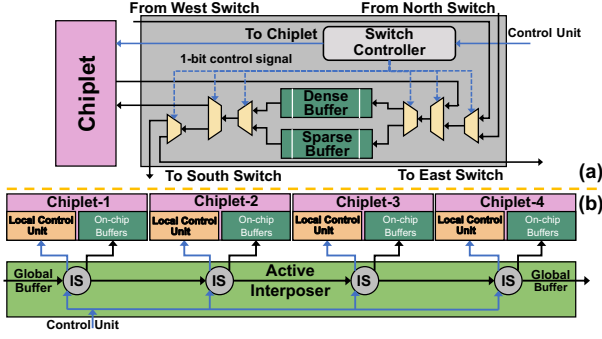 From West Switch
From North Switch
To Chiplet
Switch
Controller
Control Unit
1-bit control signal
Chiplet
Dense
Buffer
Sparse
Buffer
To South Switch
To East Switch
(a)
Chiplet-1
Chiplet-2
Chiplet-3
Chiplet-4
(b)
Local Control
Unit
On-chip
Buffers
Local Control
Unit
On-chip
Buffers
Local Control
Unit
On-chip
Buffers
Local Control
Unit
On-chip
Buffers
Global
Buffer
IS
IS
Active
Interposer
IS
IS
Global
Buffer
Control Unit